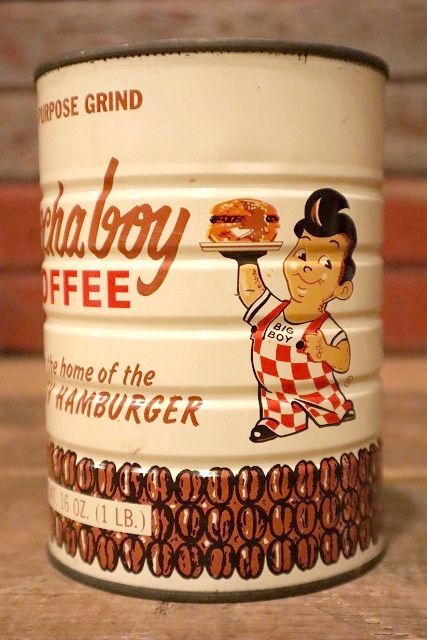 PURPOSE GRIND
chaboy
OFFEE
the home of the
Y HAMBURGER
BIG
BOY
®
16 OZ. (1 LB.)